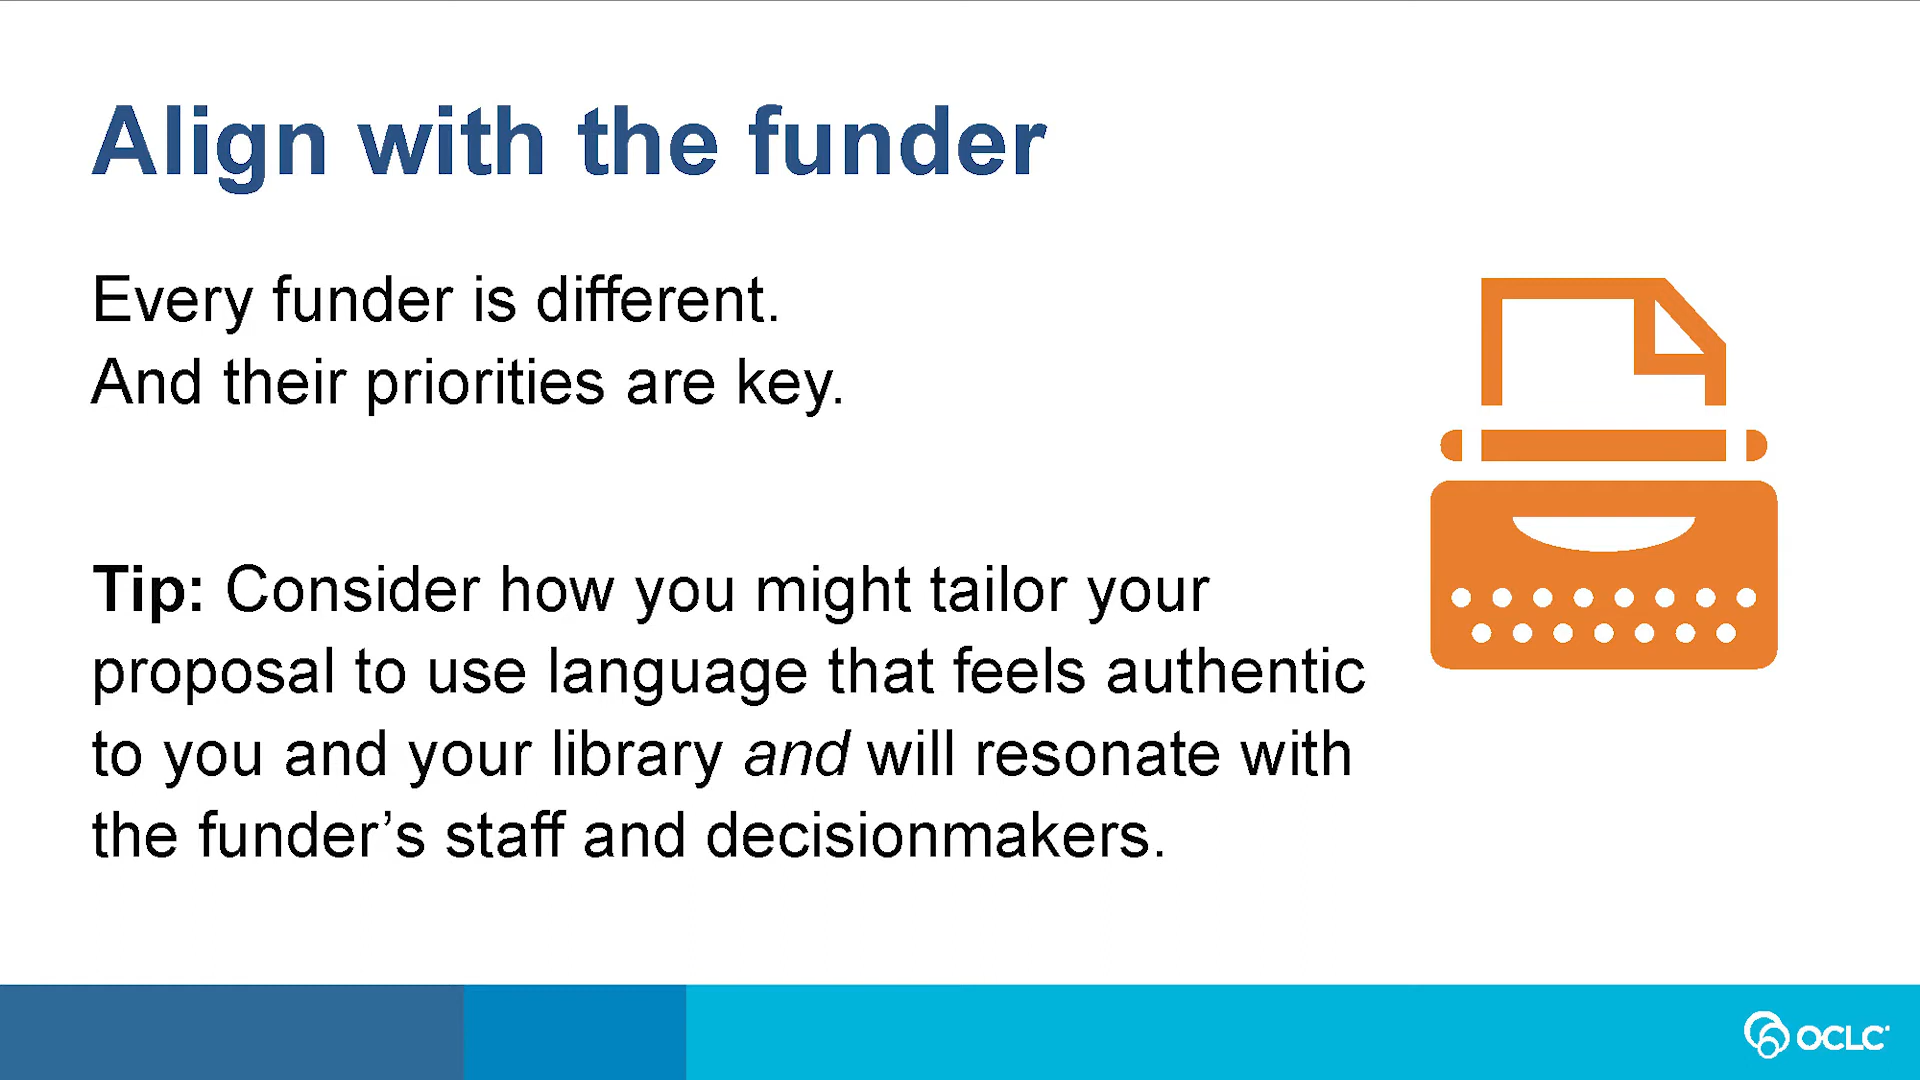 Align with the funder
Every funder is different.
And their priorities are key.
Tip: Consider how you might tailor your
proposal to use language that feels authentic
to you and your library and will resonate with
the funder’s staff and decisionmakers.
OCLC